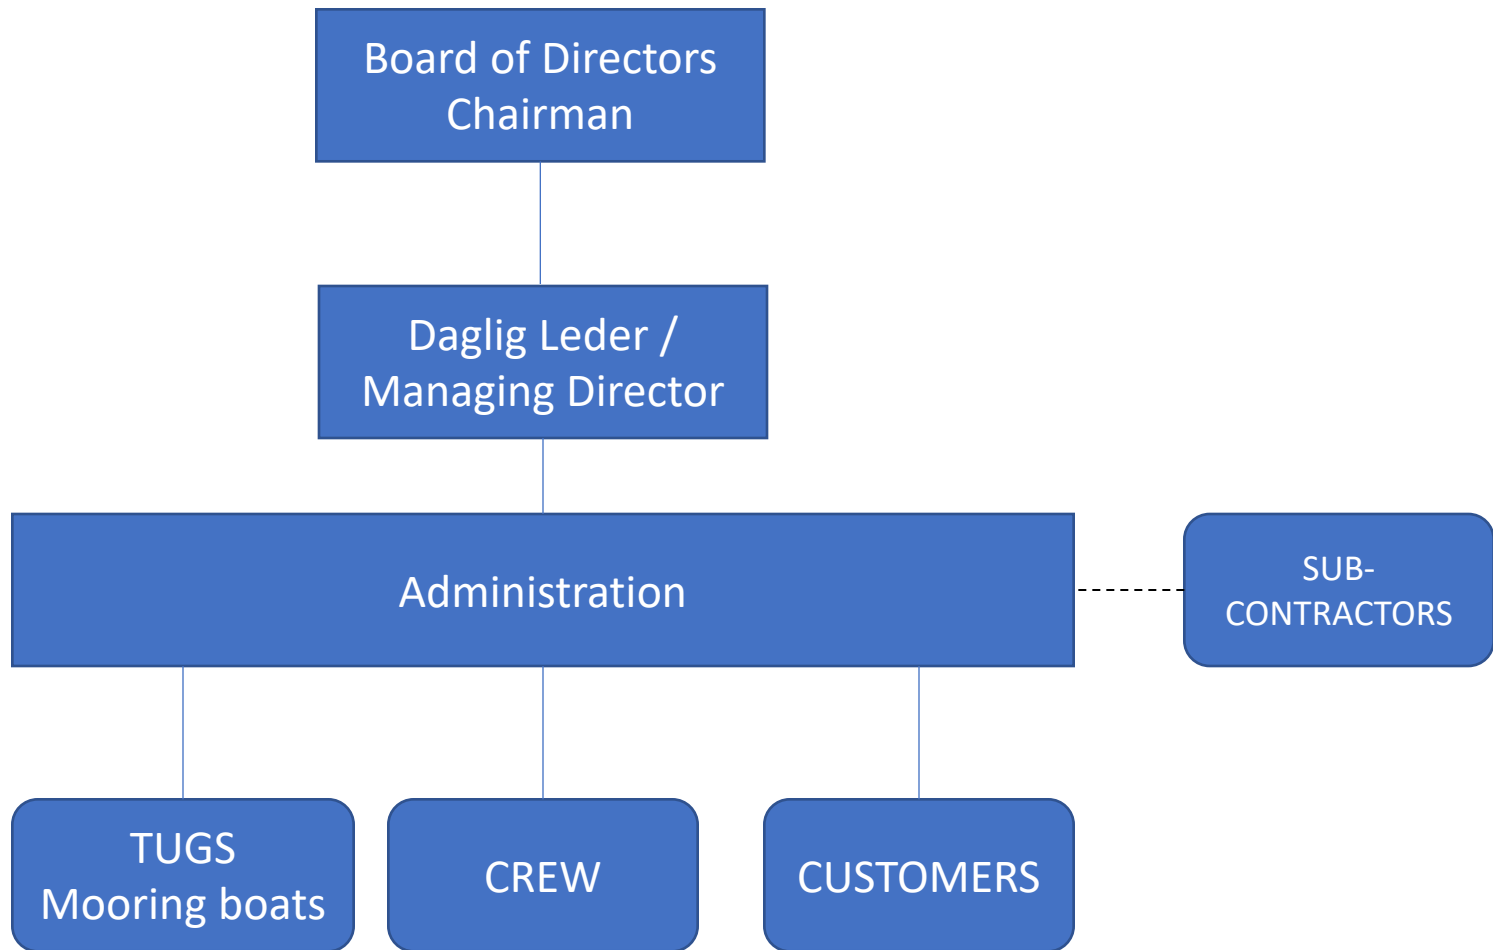 Board of Directors
Chairman
Daglig Leder /
Managing Director
Administration
SUB-
CONTRACTORS
TUGS
Mooring boats
CREW
CUSTOMERS